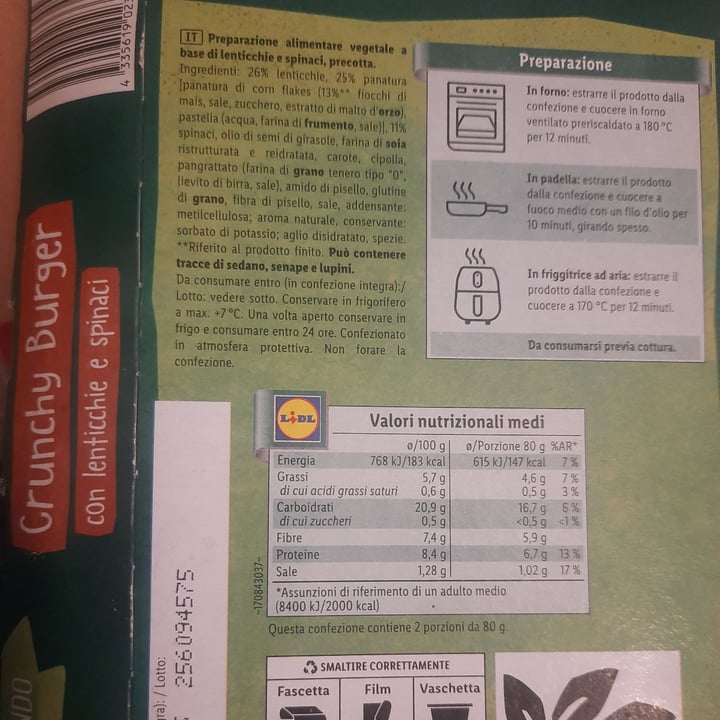 IT Preparazione alimentare vegetale a
base di lenticchie e spinaci, precotta.
Ingredienti: 26% lenticchie, 25% panatura
[panatura di corn flakes (13%** fiocchi di
mais, sale, zucchero, estratto di malto d'orzo),
pastella (acqua, farina di frumento, sale)], 11%
spinaci, olio di semi di girasole, farina di soia
ristrutturata e reidratata, carote, cipolla,
pangrattato (farina di grano tenero tipo "0",
lievito di birra, sale), amido di pisello, glutine
di grano, fibra di pisello, sale, addensante:
metilcellulosa; aroma naturale, conservante:
sorbato di potassio; aglio disidratato, spezie.
**Riferito al prodotto finito. Può contenere
tracce di sedano, senape e lupini.
Da consumare entro (in confezione integra):/
Lotto: vedere sotto. Conservare in frigorifero
a max. +7°C. Una volta aperto conservare in
frigo e consumare entro 24 ore. Confezionato
in atmosfera protettiva. Non forare la
confezione.
Preparazione
In forno: estrarre il prodotto dalla
confezione e cuocere in forno
ventilato preriscaldato a 180 °C
per 12 minuti.
In padella: estrarre il prodotto
dalla confezione e cuocere a
fuoco medio con un filo d'olio per
10 minuti, girando spesso.
In friggitrice ad aria: estrarre il
prodotto dalla confezione e
cuocere a 170 °C per 12 minuti.
Da consumarsi previa cottura.
4 335619 023
Crunchy Burger
con lenticchie e spinaci
LIDL
Valori nutrizionali medi
ø/100 g ø/Porzione 80 g %AR*
Energia 768 kJ/183 kcal 615 kJ/147 kcal 7 %
Grassi 5,7 g 4,6 g 7 %
di cui acidi grassi saturi 0,6 g 0,5 g 3 %
Carboidrati 20,9 g 16,7 g 6 %
di cui zuccheri 0,5 g <0,5 g <1 %
Fibre 7,4 g 5,9 g
Proteine 8,4 g 6,7 g 13 %
Sale 1,28 g 1,02 g 17 %
*Assunzioni di riferimento di un adulto medio
(8400 kJ/2000 kcal)
Questa confezione contiene 2 porzioni da 80 g.
-170843037-
256094575
gra): / Lotto:
SMALTIRE CORRETTAMENTE
Fascetta Film Vaschetta